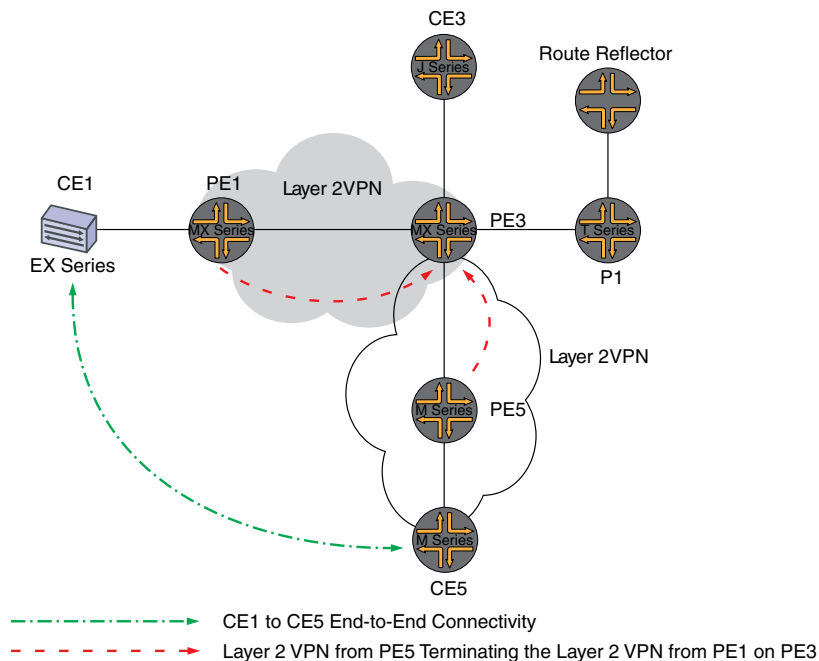 CE3
J Series
Route Reflector
CE1
PE1
Layer 2VPN
MX Series
MX Series
PE3
T Series
EX Series
P1
Layer 2VPN
M Series
PE5
M Series
CE5
CE1 to CE5 End-to-End Connectivity
Layer 2 VPN from PE5 Terminating the Layer 2 VPN from PE1 on PE3